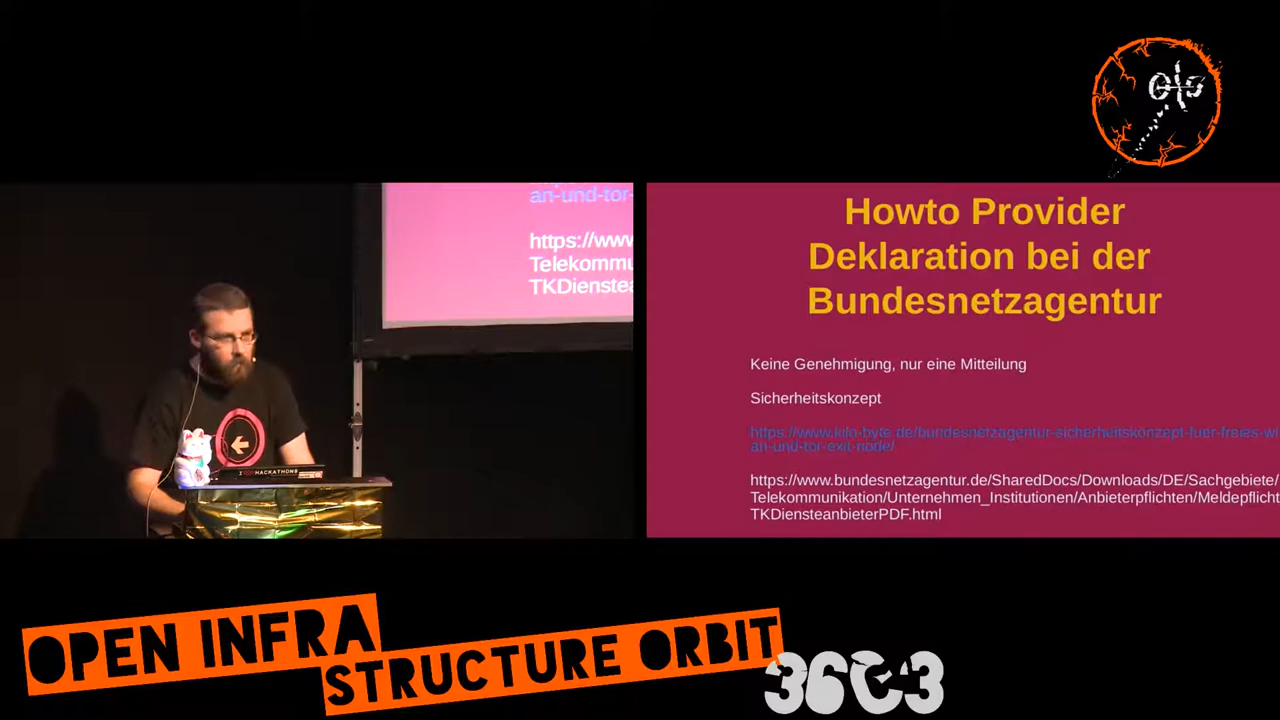 OIO
an-und-tor-
https://www
Telekommu
TKDienstea
I HACKATHONS
Howto Provider
Deklaration bei der
Bundesnetzagentur
Keine Genehmigung, nur eine Mitteilung
Sicherheitskonzept
https://www.kilo-byte.de/bundesnetzagentur-sicherheitskonzept-fuer-freies-wl
an-und-tor-exit-node/
https://www.bundesnetzagentur.de/SharedDocs/Downloads/DE/Sachgebiete/
Telekommunikation/Unternehmen_Institutionen/Anbieterpflichten/Meldepflicht
TKDiensteanbieterPDF.html
OPEN INFRA
STRUCTURE ORBIT
36C3